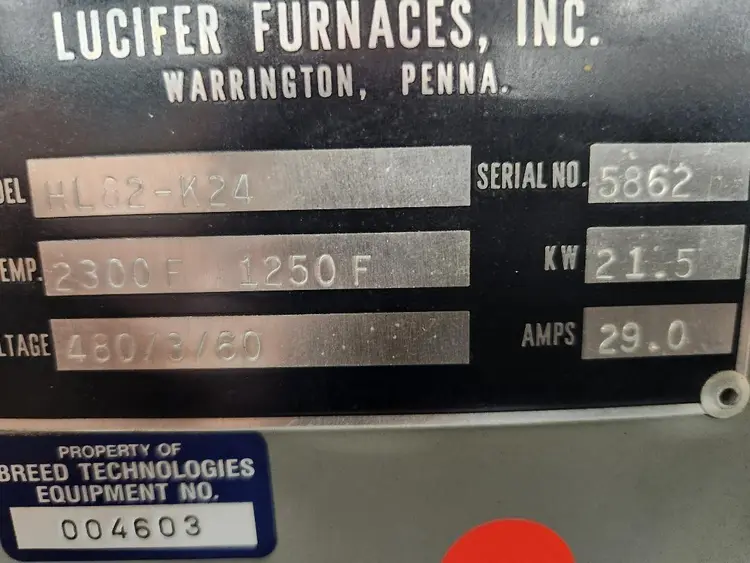 LUCIFER FURNACES, INC.
WARRINGTON, PENNA.
DEL HL82-K24 SERIAL NO. 5862
EMP. 2300 F 1250 F KW 21.5
LTAGE 480/3/60 AMPS 29.0
PROPERTY OF
BREED TECHNOLOGIES
EQUIPMENT NO.
004603